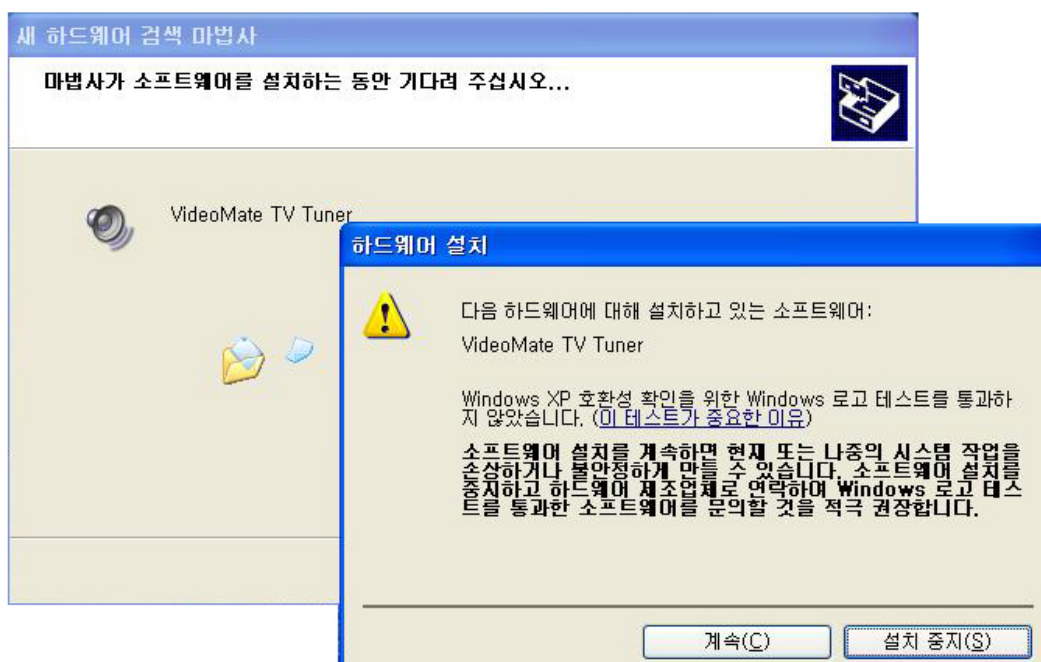 새 하드웨어 검색 마법사
마법사가 소프트웨어를 설치하는 동안 기다려 주십시오...
VideoMate TV Tuner
하드웨어 설치
다음 하드웨어에 대해 설치하고 있는 소프트웨어:
VideoMate TV Tuner
Windows XP 호환성 확인을 위한 Windows 로고 테스트를 통과하
지 않았습니다. (이 테스트가 중요한 이유)
소프트웨어 설치를 계속하면 현재 또는 나중의 시스템 작업을
손상하거나 불안정하게 만들 수 있습니다. 소프트웨어 설치를
중지하고 하드웨어 제조업체로 연락하여 Windows 로고 테스
트를 통과한 소프트웨어를 문의할 것을 적극 권장합니다.
계속(C)
설치 중지(S)